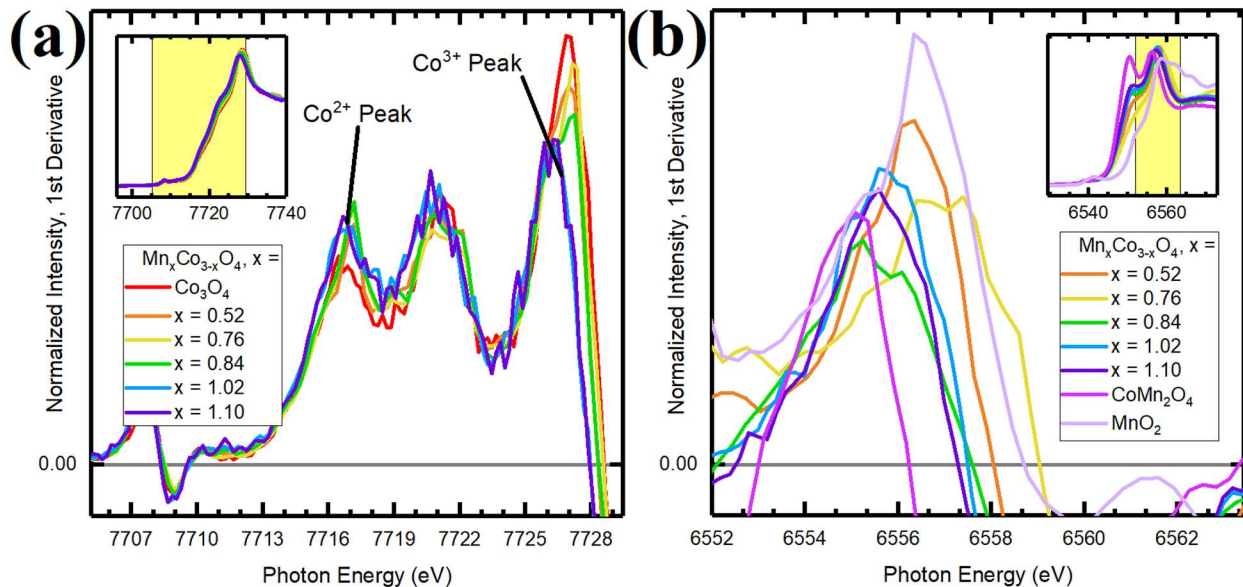 (a)
Normalized Intensity, 1st Derivative
0.00
7700 7720 7740
Co²⁺ Peak
Co³⁺ Peak
MnₓCo₃₋ₓO₄, x =
Co₃O₄
x = 0.52
x = 0.76
x = 0.84
x = 1.02
x = 1.10
7707 7710 7713 7716 7719 7722 7725 7728
Photon Energy (eV)
(b)
Normalized Intensity, 1st Derivative
0.00
6540 6560
MnₓCo₃₋ₓO₄, x =
x = 0.52
x = 0.76
x = 0.84
x = 1.02
x = 1.10
CoMn₂O₄
MnO₂
6552 6554 6556 6558 6560 6562
Photon Energy (eV)